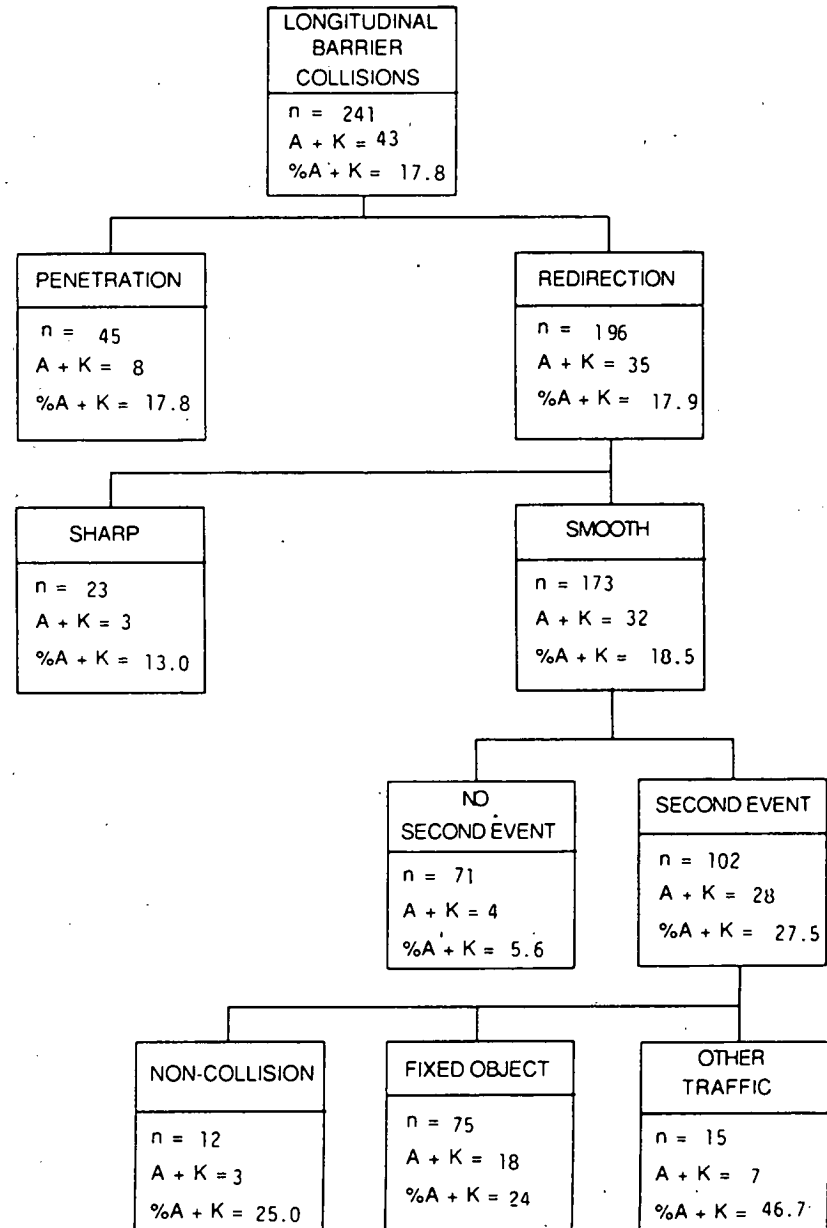 LONGITUDINAL
BARRIER
COLLISIONS
n = 241
A + K = 43
%A + K = 17.8
PENETRATION
n = 45
A + K = 8
%A + K = 17.8
REDIRECTION
n = 196
A + K = 35
%A + K = 17.9
SHARP
n = 23
A + K = 3
%A + K = 13.0
SMOOTH
n = 173
A + K = 32
%A + K = 18.5
NO
SECOND EVENT
n = 71
A + K = 4
%A + K = 5.6
SECOND EVENT
n = 102
A + K = 28
%A + K = 27.5
NON-COLLISION
n = 12
A + K = 3
%A + K = 25.0
FIXED OBJECT
n = 75
A + K = 18
%A + K = 24
OTHER
TRAFFIC
n = 15
A + K = 7
%A + K = 46.7